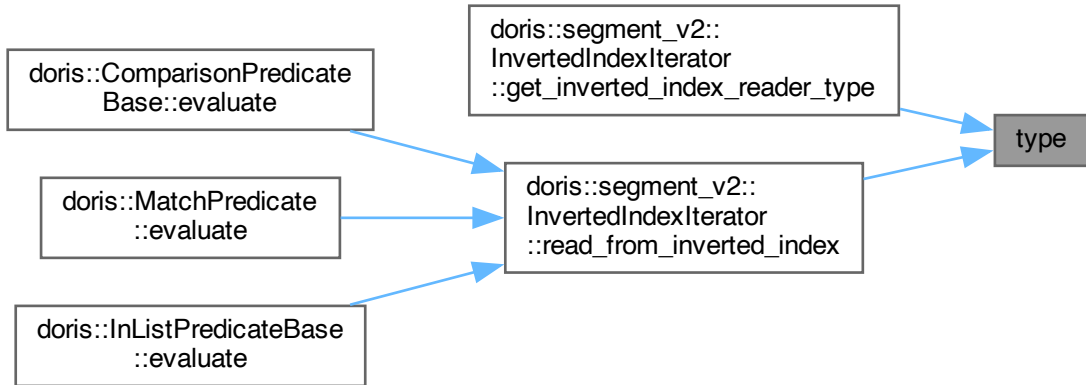 doris::ComparisonPredicate
Base::evaluate
doris::MatchPredicate
::evaluate
doris::InListPredicateBase
::evaluate
doris::segment_v2::
InvertedIndexIterator
::get_inverted_index_reader_type
doris::segment_v2::
InvertedIndexIterator
::read_from_inverted_index
type